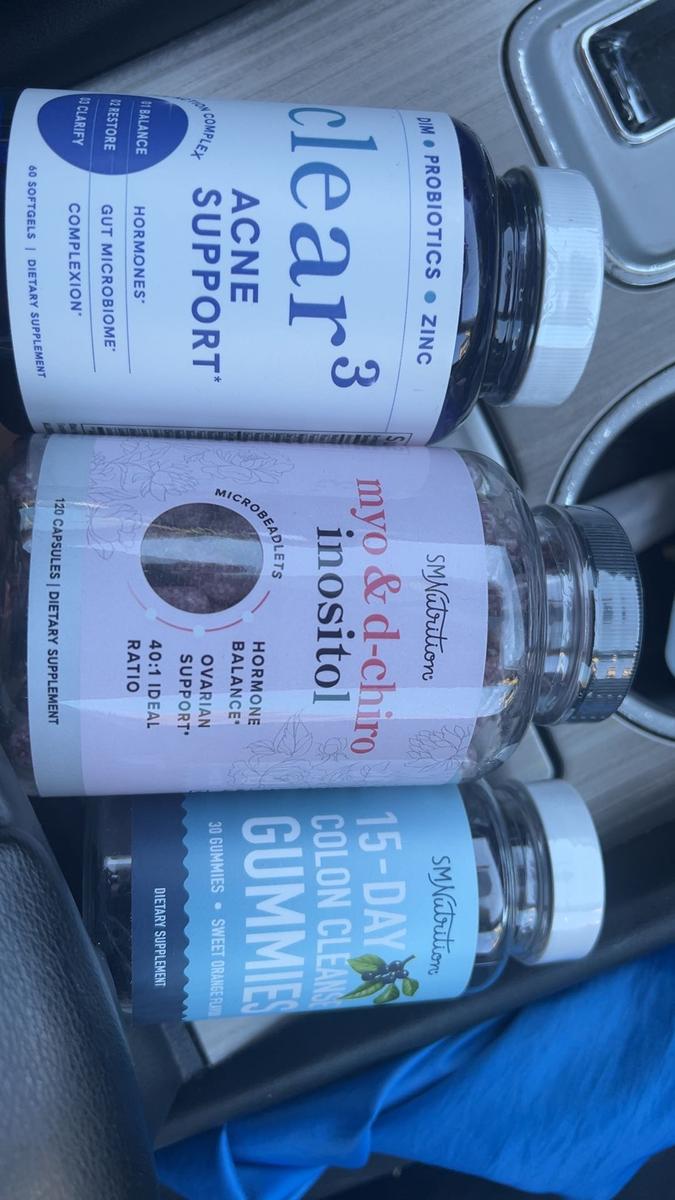 DIM • PROBIOTICS • ZINC
clear³
ACNE
SUPPORT*
COMPLEX
01 BALANCE HORMONES*
02 RESTORE GUT MICROBIOME*
03 CLARIFY COMPLEXION*
60 SOFTGELS | DIETARY SUPPLEMENT
SMNutrition
myo & d-chiro
inositol
MICROBEADLETS
HORMONE
BALANCE*
OVARIAN
SUPPORT*
40:1 IDEAL
RATIO
120 CAPSULES | DIETARY SUPPLEMENT
SMNutrition
15-DAY
COLON CLEANS
GUMMIES
30 GUMMIES • SWEET ORANGE
DIETARY SUPPLEMENT